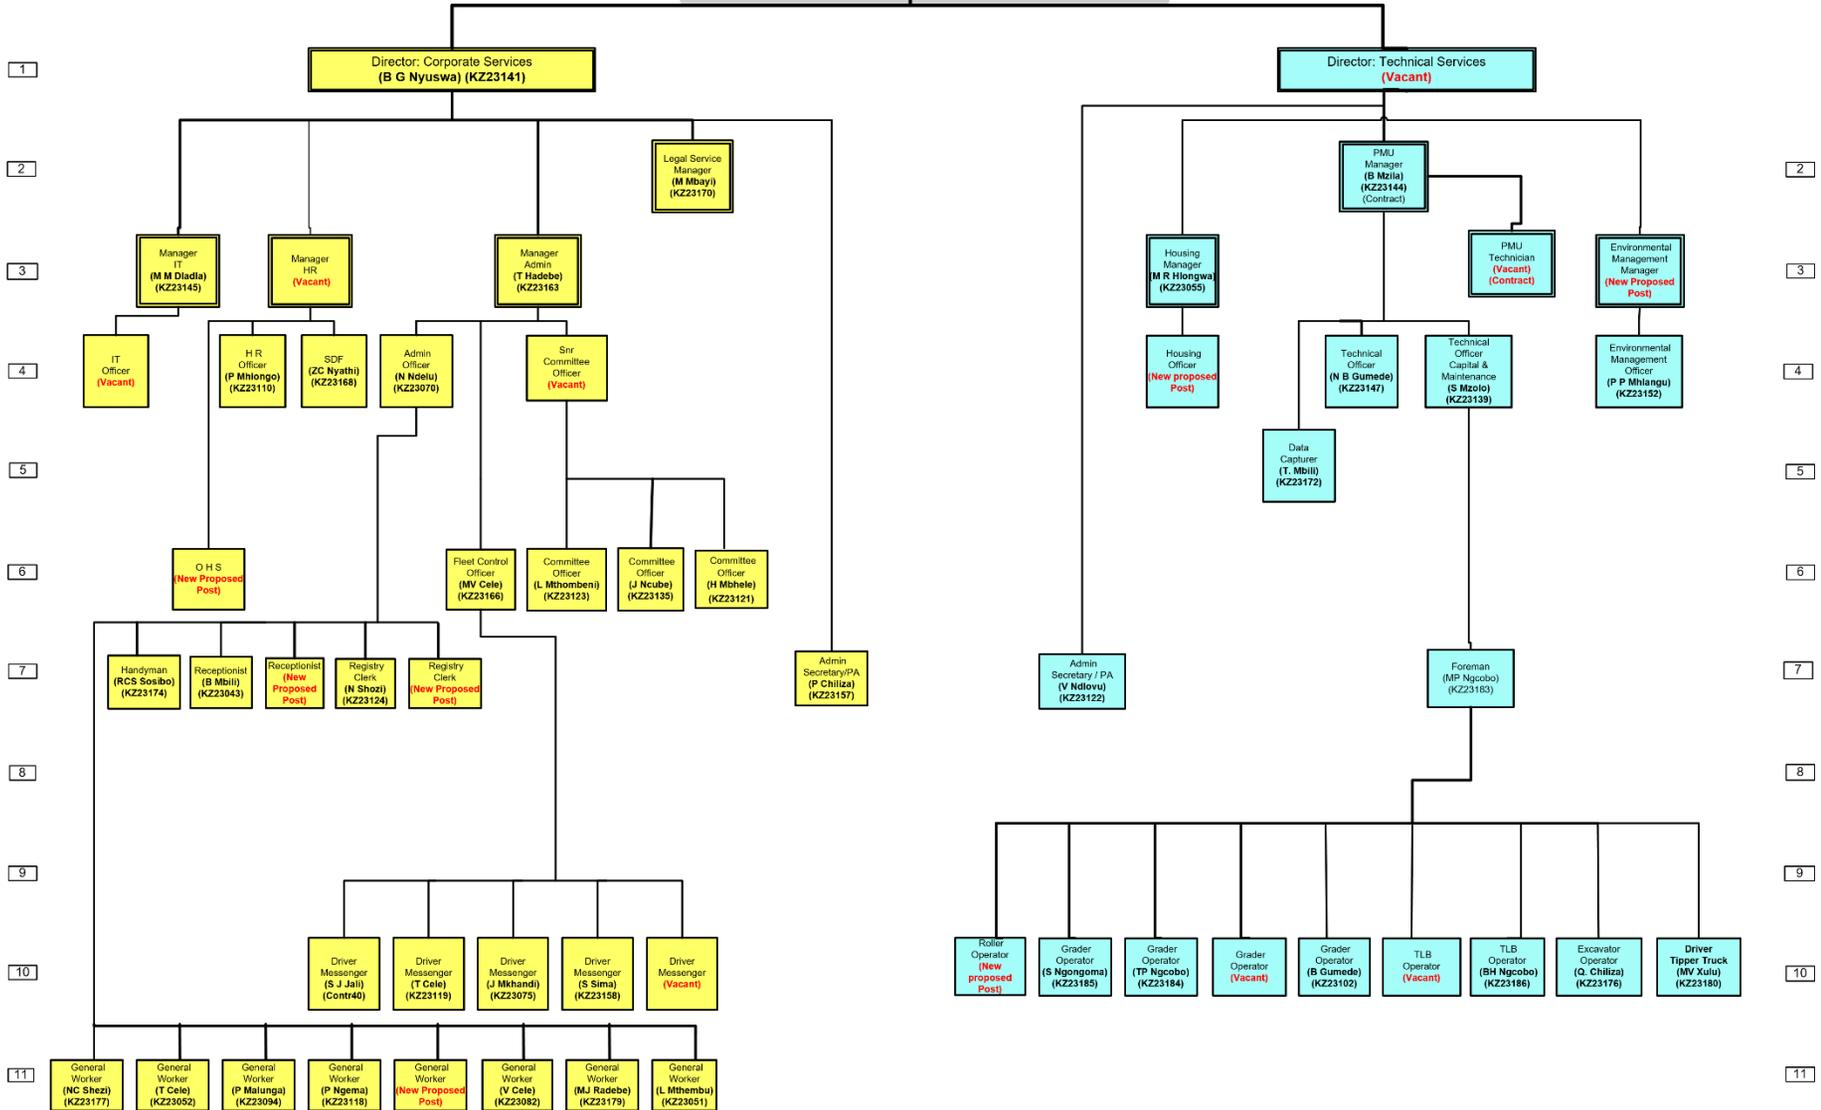 1
Director: Corporate Services
(B G Nyuswa) (KZ23141)
Director: Technical Services
(Vacant)
2
Legal Service
Manager
(M Mbayi)
(KZ23170)
PMU
Manager
(B Mzila)
(KZ23144)
(Contract)
2
3
Manager
IT
(M M Dladla)
(KZ23145)
Manager
HR
(Vacant)
Manager
Admin
(T Hadebe)
(KZ23163
Housing
Manager
(M R Hlongwa)
(KZ23055)
PMU
Technician
(Vacant)
(Contract)
Environmental
Management
Manager
(New Proposed
Post)
3
4
IT
Officer
(Vacant)
H R
Officer
(P Mhlongo)
(KZ23110)
SDF
(ZC Nyathi)
(KZ23168)
Admin
Officer
(N Ndelu)
(KZ23070)
Snr
Committee
Officer
(Vacant)
Housing
Officer
(New proposed
Post)
Technical
Officer
(N B Gumede)
(KZ23147)
Technical
Officer
Capital &
Maintenance
(S Mzolo)
(KZ23139)
Environmental
Management
Officer
(P P Mhlangu)
(KZ23152)
4
5
Data
Capturer
(T. Mbili)
(KZ23172)
5
6
O H S
(New Proposed
Post)
Fleet Control
Officer
(MV Cele)
(KZ23166)
Committee
Officer
(L Mthombeni)
(KZ23123)
Committee
Officer
(J Ncube)
(KZ23135)
Committee
Officer
(H Mbhele)
(KZ23121)
6
7
Handyman
(RCS Sosibo)
(KZ23174)
Receptionist
(B Mbili)
(KZ23043)
Receptionist
(New
Proposed
Post)
Registry
Clerk
(N Shozi)
(KZ23124)
Registry
Clerk
(New Proposed
Post)
Admin
Secretary/PA
(P Chiliza)
(KZ23157)
Admin
Secretary / PA
(V Ndlovu)
(KZ23122)
Foreman
(MP Ngcobo)
(KZ23183)
7
8
8
9
9
10
Driver
Messenger
(S J Jali)
(Contr40)
Driver
Messenger
(T Cele)
(KZ23119)
Driver
Messenger
(J Mkhandi)
(KZ23075)
Driver
Messenger
(S Sima)
(KZ23158)
Driver
Messenger
(Vacant)
Roller
Operator
(New
proposed
Post)
Grader
Operator
(S Ngongoma)
(KZ23185)
Grader
Operator
(TP Ngcobo)
(KZ23184)
Grader
Operator
(Vacant)
Grader
Operator
(B Gumede)
(KZ23102)
TLB
Operator
(Vacant)
TLB
Operator
(BH Ngcobo)
(KZ23186)
Excavator
Operator
(Q. Chiliza)
(KZ23176)
Driver
Tipper Truck
(MV Xulu)
(KZ23180)
10
11
General
Worker
(NC Shezi)
(KZ23177)
General
Worker
(T Cele)
(KZ23052)
General
Worker
(P Malunga)
(KZ23094)
General
Worker
(P Ngema)
(KZ23118)
General
Worker
(New Proposed
Post)
General
Worker
(V Cele)
(KZ23082)
General
Worker
(MJ Radebe)
(KZ23179)
General
Worker
(L Mthembu)
(KZ23051)
11